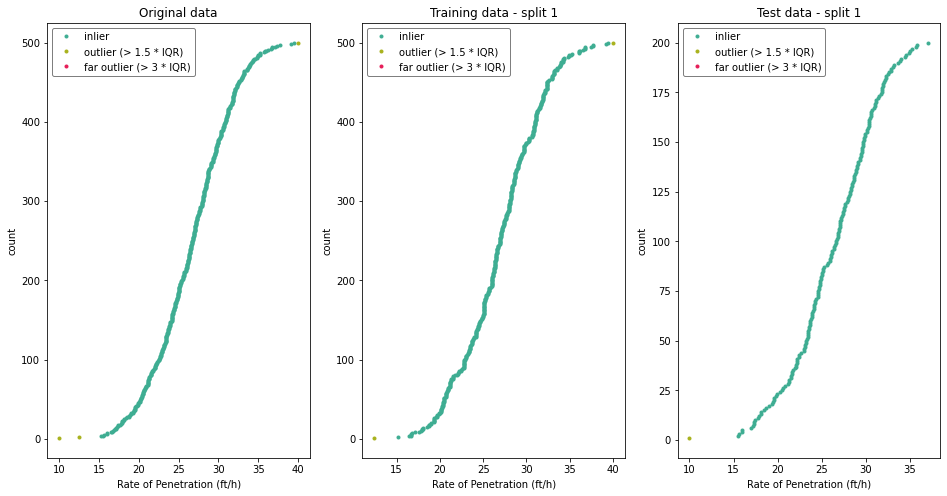 Original data
inlier
outlier (> 1.5 * IQR)
far outlier (> 3 * IQR)
500
400
300
200
100
0
count
10
15
20
25
30
35
40
Rate of Penetration (ft/h)
Training data - split 1
inlier
outlier (> 1.5 * IQR)
far outlier (> 3 * IQR)
500
400
300
200
100
0
count
15
20
25
30
35
40
Rate of Penetration (ft/h)
Test data - split 1
inlier
outlier (> 1.5 * IQR)
far outlier (> 3 * IQR)
200
175
150
125
100
75
50
25
0
count
10
15
20
25
30
35
Rate of Penetration (ft/h)